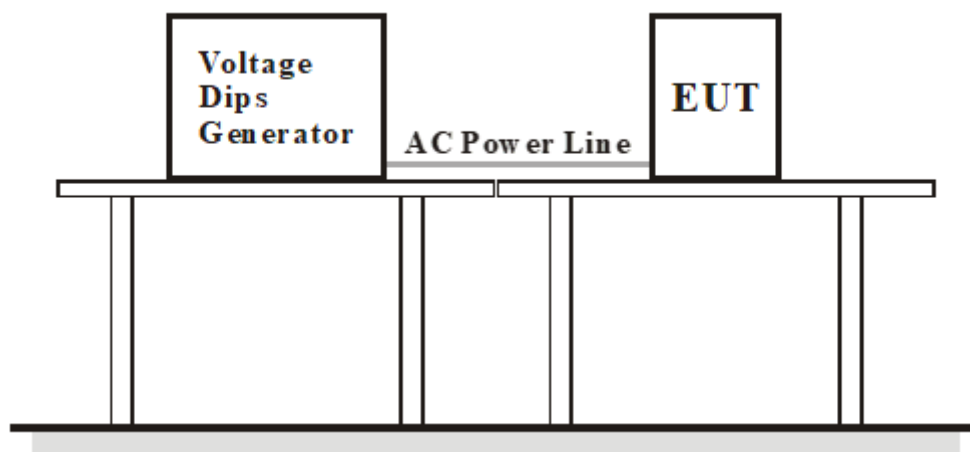 Voltage
Dips
Generator
EUT
AC Power Line